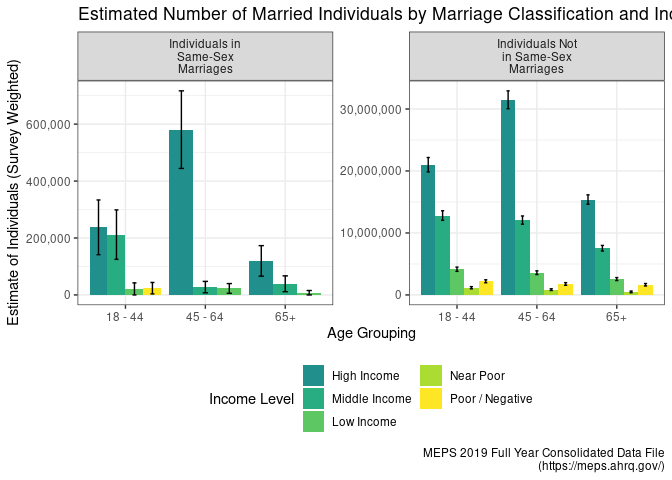 Estimated Number of Married Individuals by Marriage Classification and
Individuals in
Same-Sex
Marriages
Individuals Not
in Same-Sex
Marriages
Estimate of Individuals (Survey Weighted)
600,000
400,000
200,000
0
30,000,000
20,000,000
10,000,000
0
18 - 44
45 - 64
65+
18 - 44
45 - 64
65+
Age Grouping
Income Level
High Income
Middle Income
Low Income
Near Poor
Poor / Negative
MEPS 2019 Full Year Consolidated Data File
(https://meps.ahrq.gov/)